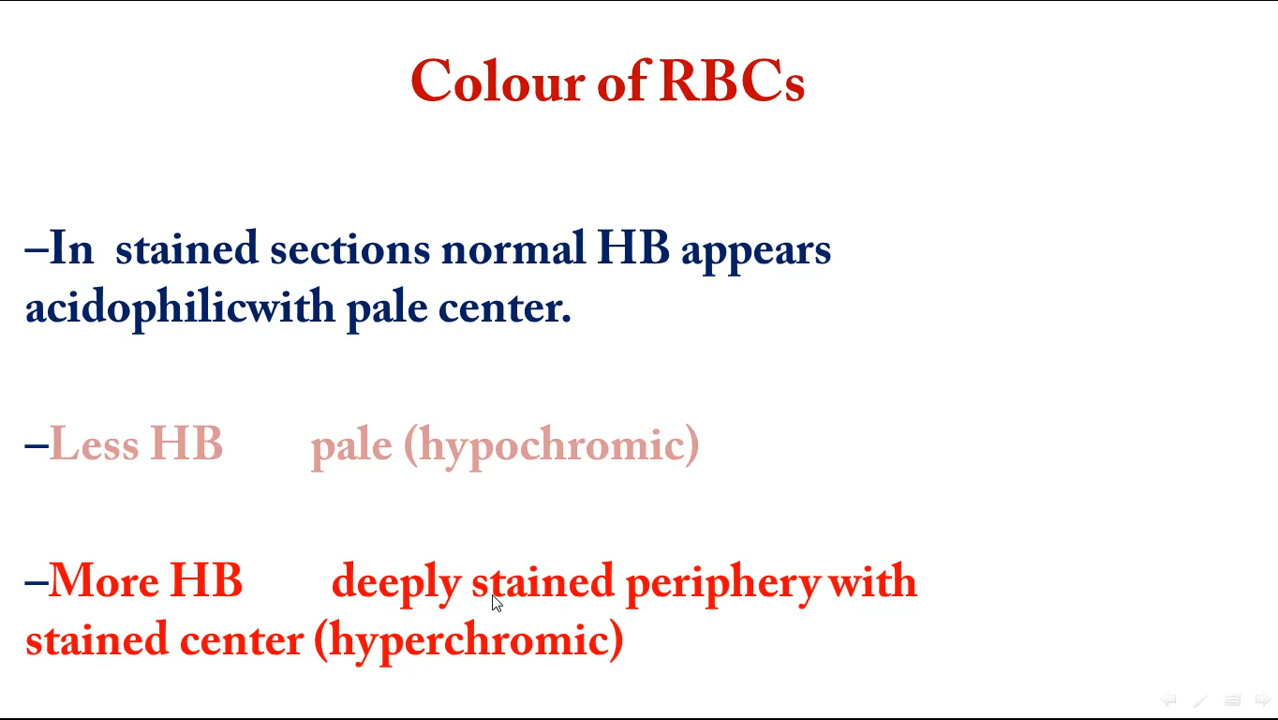 Colour of RBCs
–In stained sections normal HB appears
acidophilicwith pale center.
–Less HB pale (hypochromic)
–More HB deeply stained periphery with
stained center (hyperchromic)